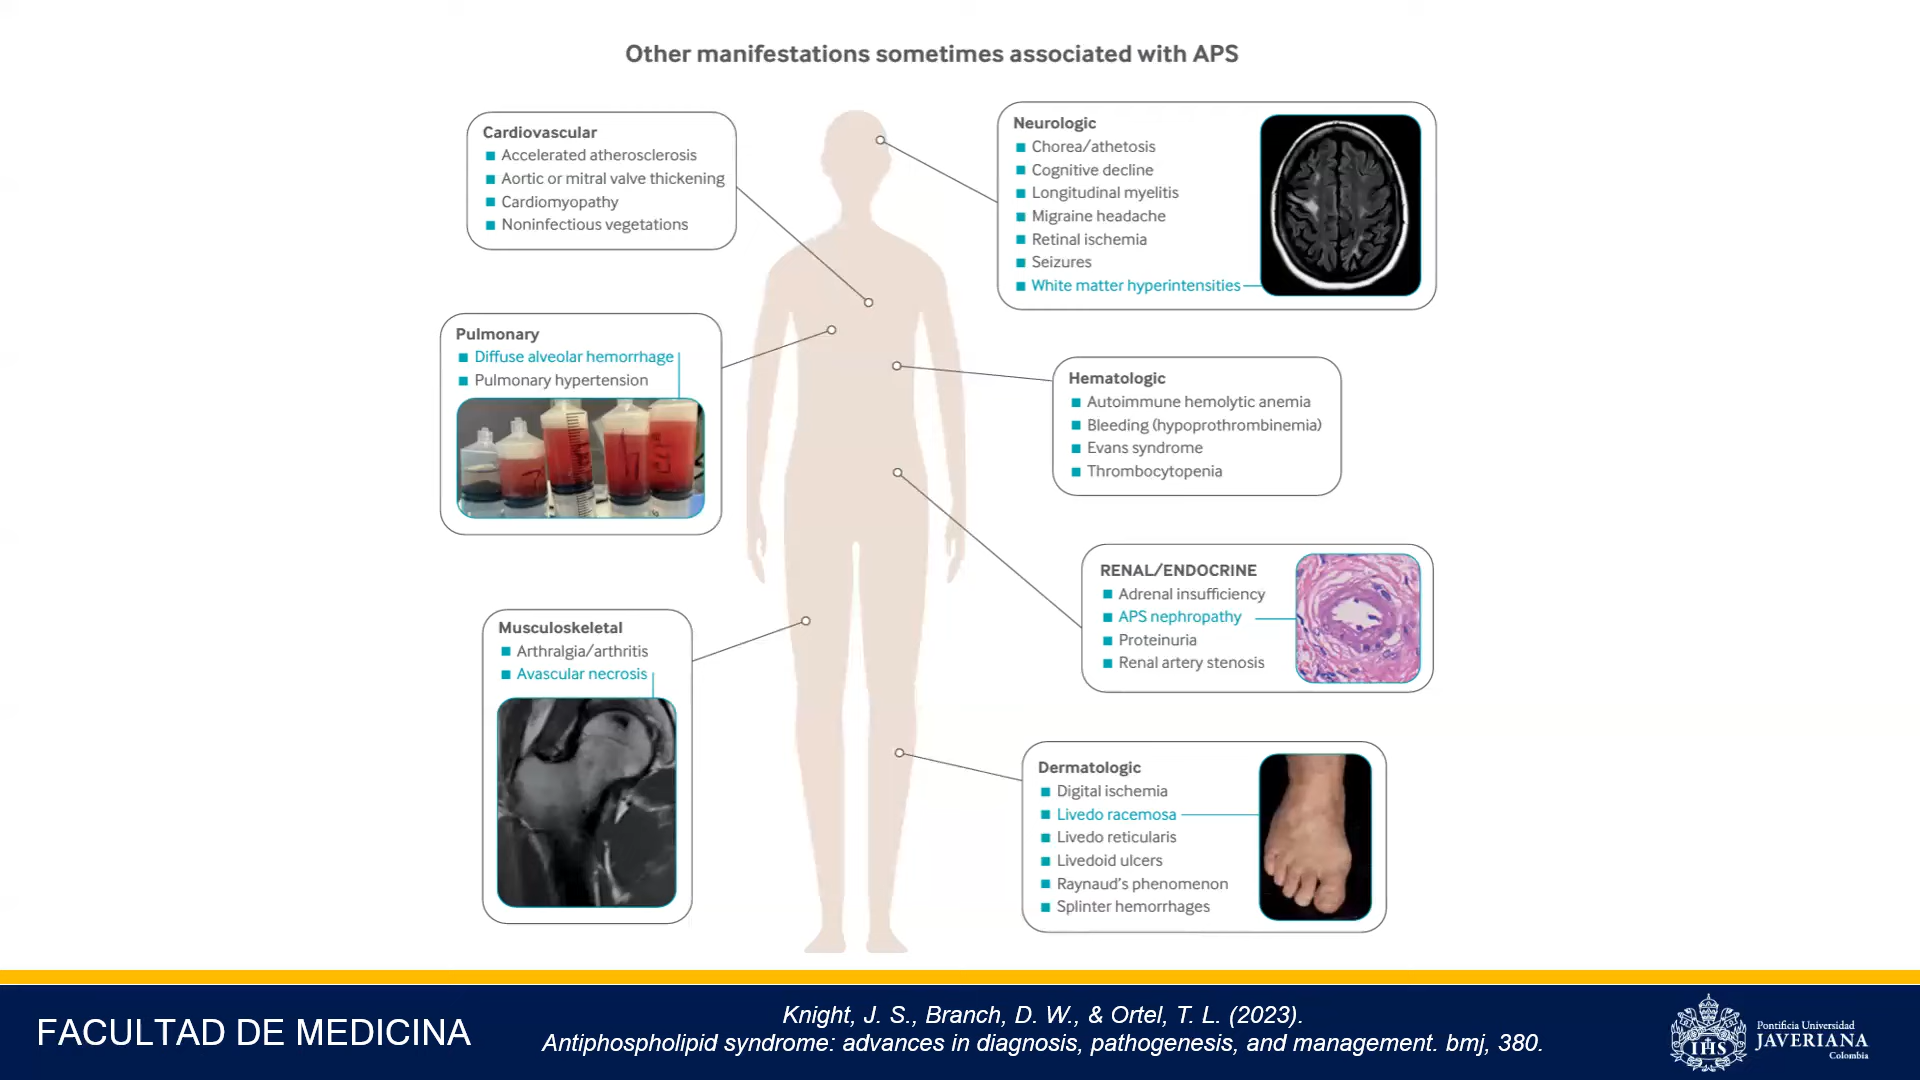 Other manifestations sometimes associated with APS
Cardiovascular
Accelerated atherosclerosis
Aortic or mitral valve thickening
Cardiomyopathy
Noninfectious vegetations
Neurologic
Chorea/athetosis
Cognitive decline
Longitudinal myelitis
Migraine headache
Retinal ischemia
Seizures
White matter hyperintensities
Pulmonary
Diffuse alveolar hemorrhage
Pulmonary hypertension
Hematologic
Autoimmune hemolytic anemia
Bleeding (hypoprothrombinemia)
Evans syndrome
Thrombocytopenia
RENAL/ENDOCRINE
Adrenal insufficiency
APS nephropathy
Proteinuria
Renal artery stenosis
Musculoskeletal
Arthralgia/arthritis
Avascular necrosis
Dermatologic
Digital ischemia
Livedo racemosa
Livedo reticularis
Livedoid ulcers
Raynaud's phenomenon
Splinter hemorrhages
FACULTAD DE MEDICINA
Knight, J. S., Branch, D. W., & Ortel, T. L. (2023).
Antiphospholipid syndrome: advances in diagnosis, pathogenesis, and management. bmj, 380.
IHS
Pontificia Universidad
JAVERIANA
Colombia